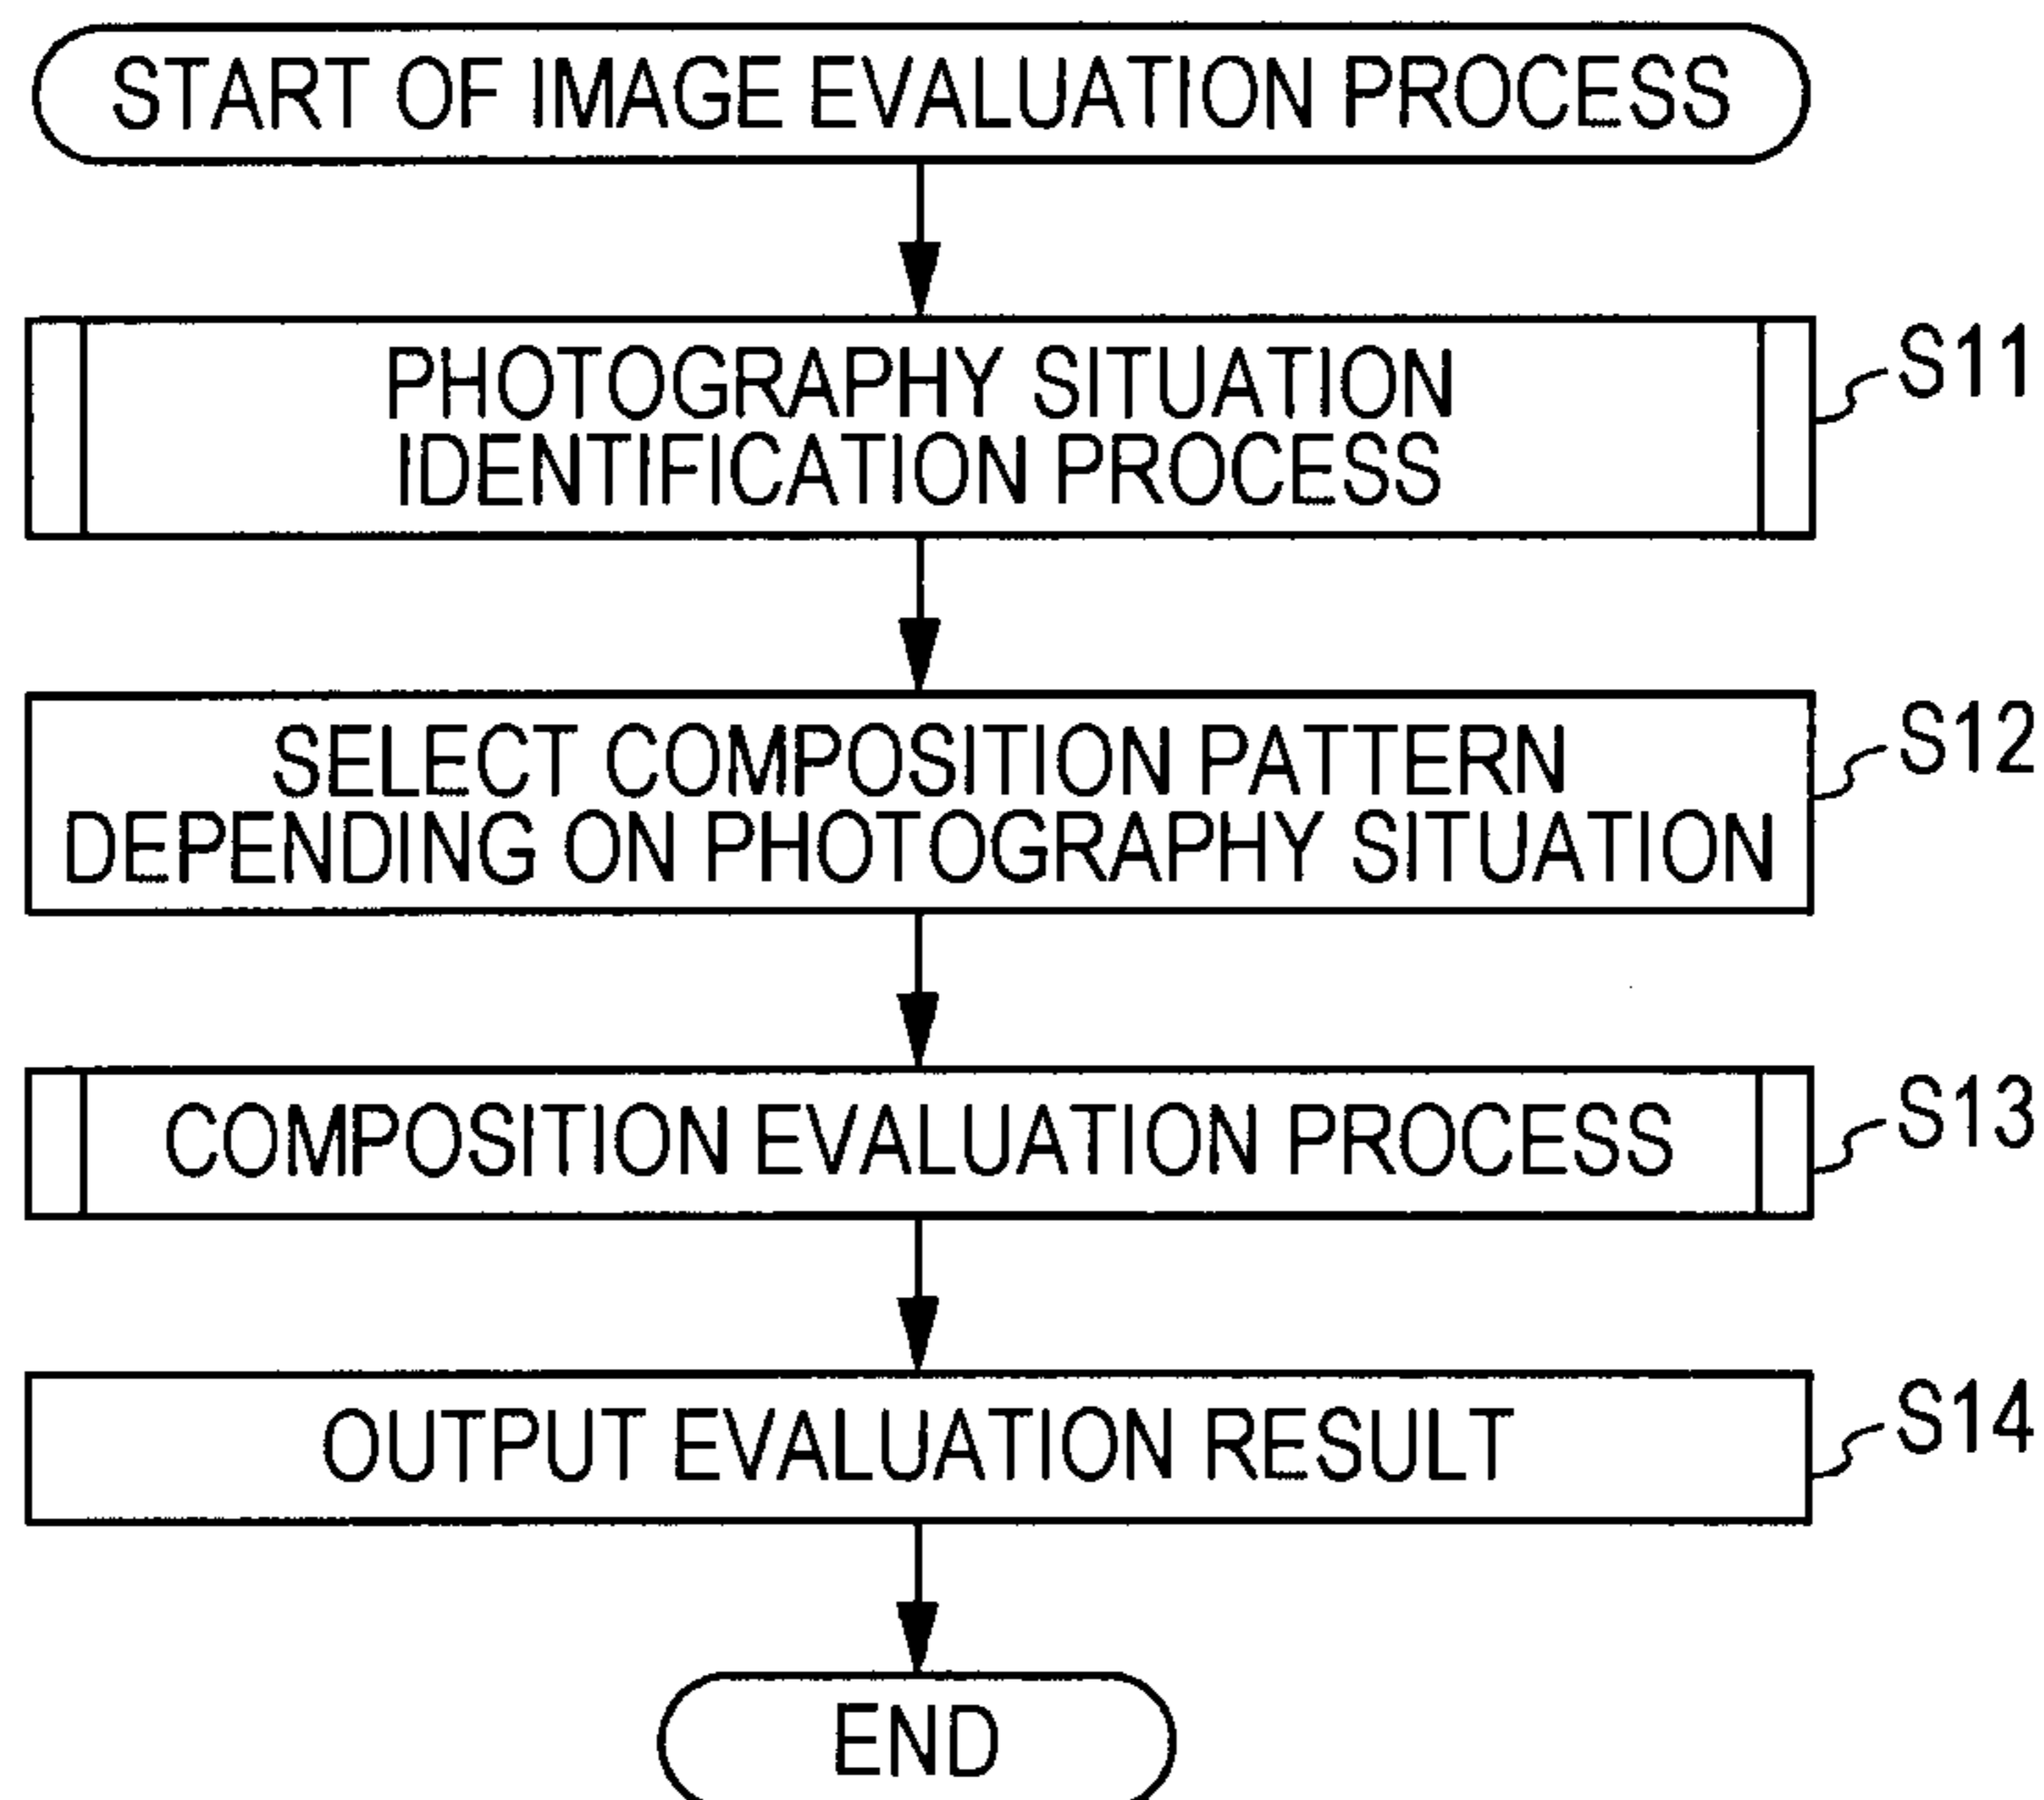 START OF IMAGE EVALUATION PROCESS
PHOTOGRAPHY SITUATION
IDENTIFICATION PROCESS
S11
SELECT COMPOSITION PATTERN
DEPENDING ON PHOTOGRAPHY SITUATION
S12
COMPOSITION EVALUATION PROCESS
S13
OUTPUT EVALUATION RESULT
S14
END